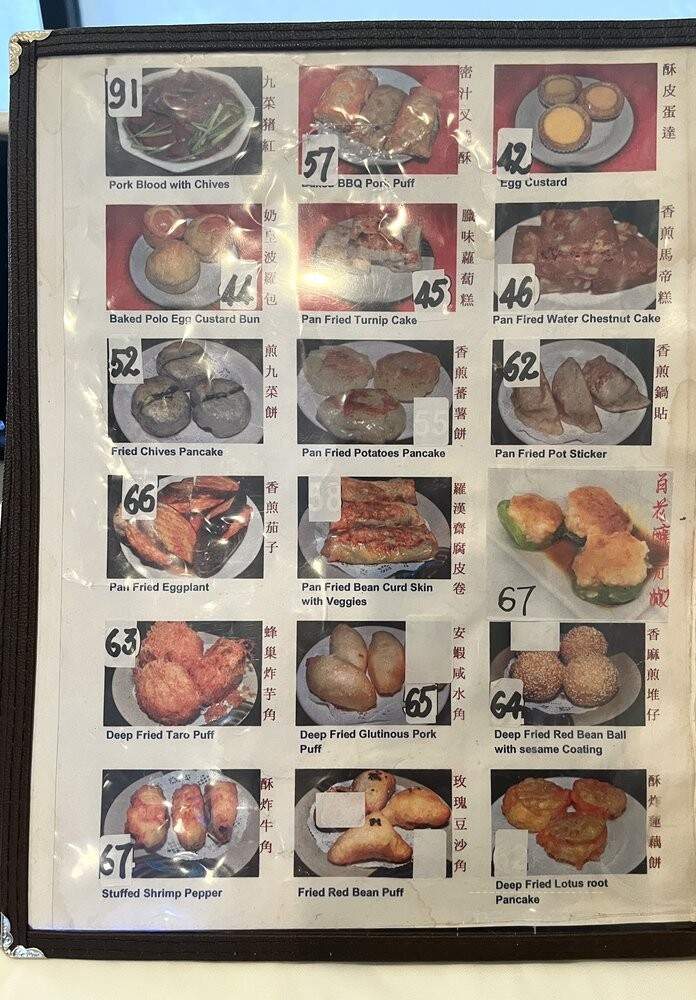 91
九菜猪紅
Pork Blood with Chives
57
密汁叉
酥
BBQ Pork Puff
42
酥皮蛋達
Egg Custard
44
奶皇波羅包
Baked Polo Egg Custard Bun
45
臘味蘿蔔糕
Pan Fried Turnip Cake
46
香煎馬帝糕
Pan Fired Water Chestnut Cake
52
煎九菜餅
Fried Chives Pancake
55
香煎蕃薯餅
Pan Fried Potatoes Pancake
62
香煎鍋貼
Pan Fried Pot Sticker
66
香煎茄子
Pan Fried Eggplant
58
羅漢齋腐皮卷
Pan Fried Bean Curd Skin
with Veggies
67
百花
63
蜂巢炸芋角
Deep Fried Taro Puff
65
安蝦咸水角
Deep Fried Glutinous Pork
Puff
64
香麻煎堆仔
Deep Fried Red Bean Ball
with sesame Coating
67
酥炸牛角
Stuffed Shrimp Pepper
玫瑰豆沙角
Fried Red Bean Puff
酥炸蓮藕餅
Deep Fried Lotus root
Pancake